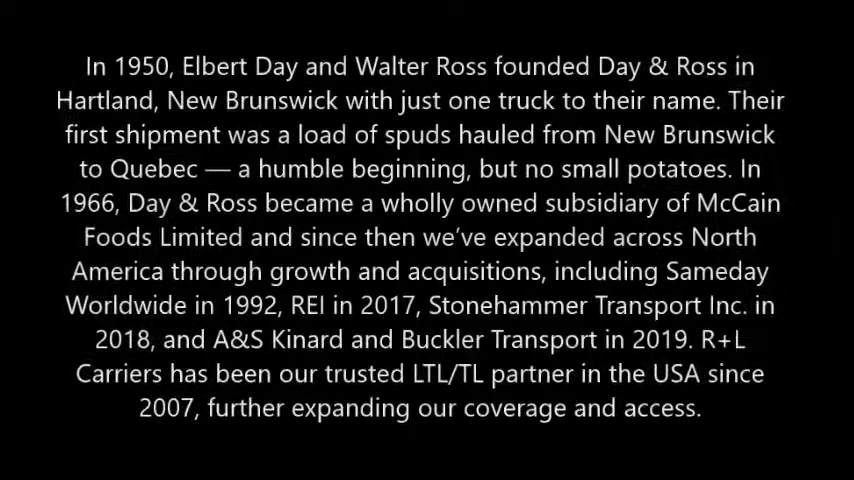 In 1950, Elbert Day and Walter Ross founded Day & Ross in
Hartland, New Brunswick with just one truck to their name. Their
first shipment was a load of spuds hauled from New Brunswick
to Quebec — a humble beginning, but no small potatoes. In
1966, Day & Ross became a wholly owned subsidiary of McCain
Foods Limited and since then we’ve expanded across North
America through growth and acquisitions, including Sameday
Worldwide in 1992, REI in 2017, Stonehammer Transport Inc. in
2018, and A&S Kinard and Buckler Transport in 2019. R+L
Carriers has been our trusted LTL/TL partner in the USA since
2007, further expanding our coverage and access.